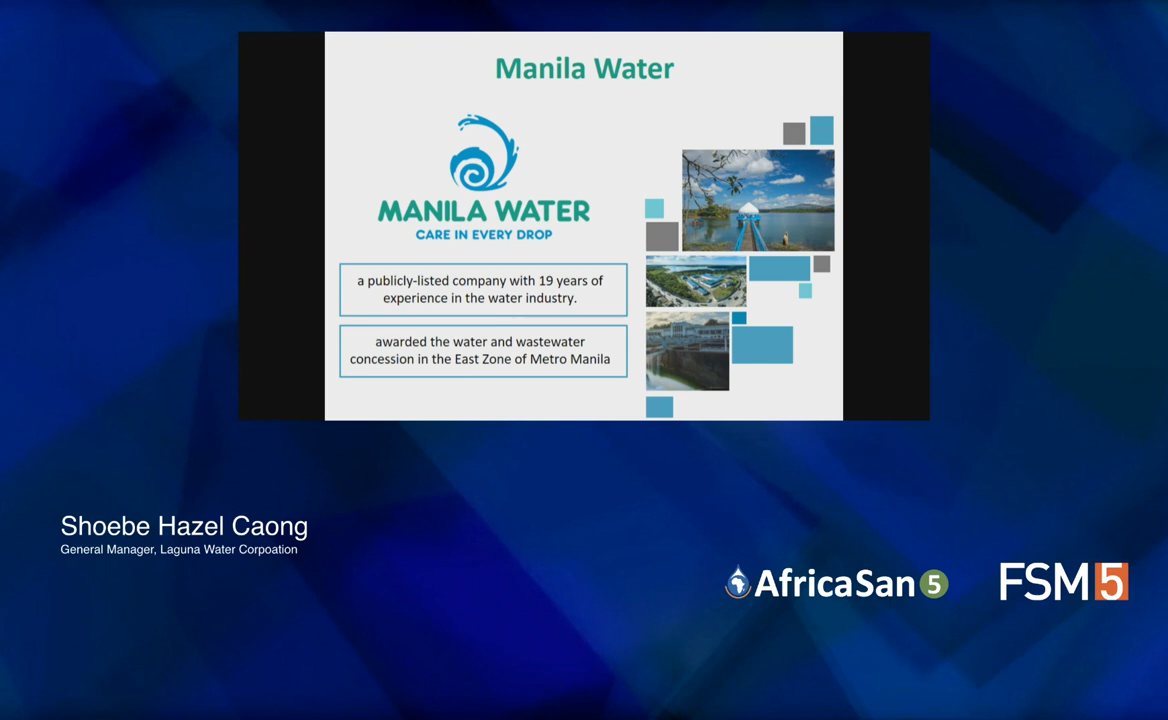 Manila Water
MANILA WATER
CARE IN EVERY DROP
a publicly-listed company with 19 years of
experience in the water industry.
awarded the water and wastewater
concession in the East Zone of Metro Manila
Shoebe Hazel Caong
General Manager, Laguna Water Corpoation
AfricaSan 5
FSM5